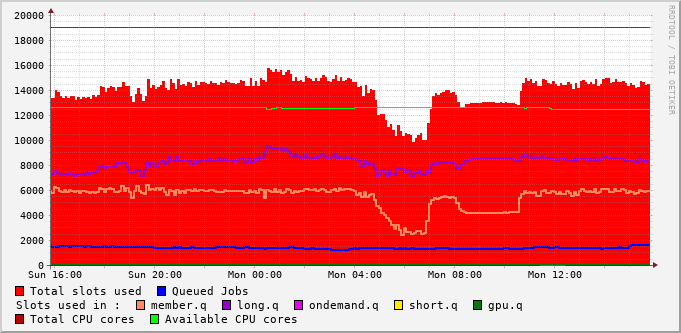 20000
18000
16000
14000
12000
10000
8000
6000
4000
2000
0
Sun 16:00 Sun 20:00 Mon 00:00 Mon 04:00 Mon 08:00 Mon 12:00
Total slots used Queued Jobs
Slots used in : member.q long.q ondemand.q short.q gpu.q
Total CPU cores Available CPU cores
RRDTOOL / TOBI OETIKER